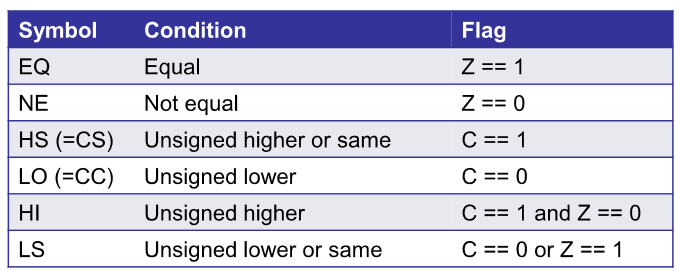 Symbol Condition Flag
EQ Equal Z == 1
NE Not equal Z == 0
HS (=CS) Unsigned higher or same C == 1
LO (=CC) Unsigned lower C == 0
HI Unsigned higher C == 1 and Z == 0
LS Unsigned lower or same C == 0 or Z == 1